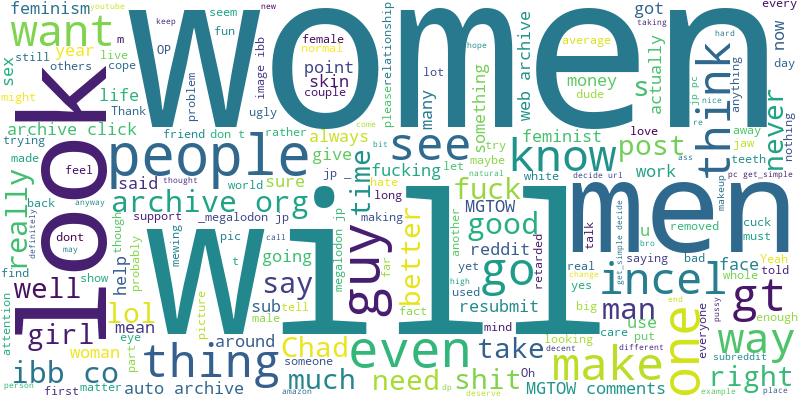 feminism
youtube
new
keep
seem
got
taking
every
m
OP
fun
female
normal
want
year
women
average
hard
now
still
live
others
cope
image ibb
point
pleaserelationship
lot
many
something
web archive
money
dude
actually
s
think
anything
day
sex
might
life
problem
ugly
skin
couple
hope
jp pc
nice
re
never
nothing
Thank
archive click
look
trying
made
friend
don t
rather
always
come
feminist
post
love
away
jaw
teeth
people
see
know
feel
said
thought
world
sure
give
bit
fucking
let
try
maybe
natural
white
decide url
work
ass
pc get_simple
really
back
anyway
archive org
jp _
hate
time
long
fuck
MGTOW
men
makeup
dont
may
definitely
support
_megalodon jp
making
good
another
talk
removed
cuck
must
will
mewing
pic
call
going
megalodon jp
guy
far
better
reddit
go
retarded
u
bro
get_simple decide
saying
bad
find
show
help
though
probably
t
say
yet
real
incel
face
Yeah
told
well
picture
sub
tell
high
used
resubmit
yes
change
big
man
whole
gt
attention
lol
male
fact
mind
care
use
put
end
one
everyone
pussy
enough
girl
mean
eye
around
Chad
even
take
looking
decent
different
subreddit
way
woman
part
thing
someone
make
ibb co
much
need
shit
Oh
right
person
first
matter
auto archive
amazon
dp
deserve
MGTOW comments
example
place